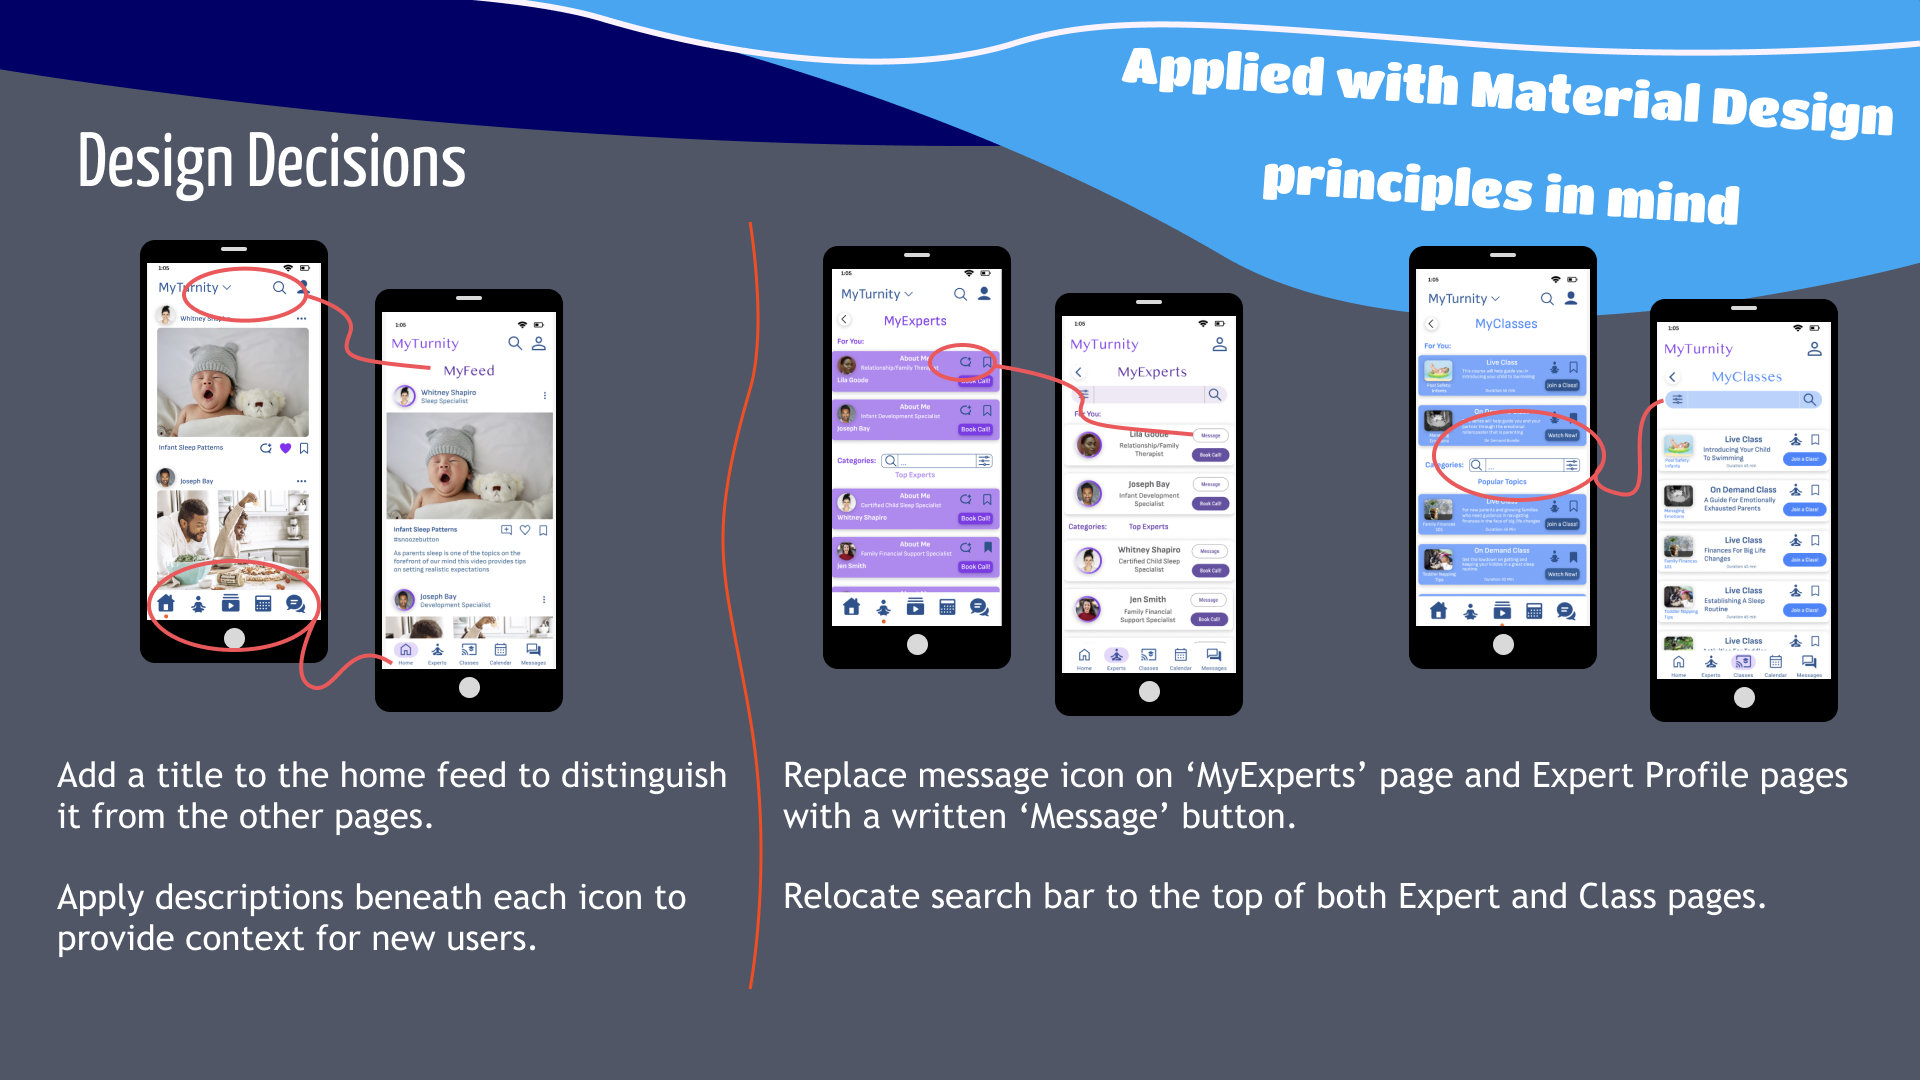 Applied with Material Design
principles in mind
Design Decisions
1:05
MyTurnity
Whitney
Infant Sleep Patterns
Joseph Bay
1:05
MyTurnity
MyFeed
Whitney Shapiro
Sleep Specialist
Infant Sleep Patterns
#snoozebutton
As parents sleep is one of the topics on the
forefront of our mind this video provides tips
on setting realistic expectations
Joseph Bay
Development Specialist
Home Experts Classes Calendar Messages
1:05
MyTurnity
MyExperts
For You:
About Me
Relationship/Family Therapist
Lila Goode
Book Call!
About Me
Infant Development Specialist
Joseph Bay
Book Call!
Categories:
...
Top Experts
About Me
Certified Child Sleep Specialist
Whitney Shapiro
Book Call!
About Me
Family Financial Support Specialist
Jen Smith
Book Call!
1:05
MyTurnity
MyExperts
For You:
Lila Goode
Relationship/Family
Therapist
Message
Book Call!
Joseph Bay
Infant Development
Specialist
Message
Book Call!
Categories: Top Experts
Whitney Shapiro
Certified Child Sleep
Specialist
Message
Book Call!
Jen Smith
Family Financial
Support Specialist
Message
Book Call!
Home Experts Classes Calendar Messages
1:05
MyTurnity
MyClasses
For You:
Live Class
Join a Class!
Watch Now!
Categories:
...
Popular Topics
Live Class
Join a Class!
On Demand Class
Watch Now!
1:05
MyTurnity
MyClasses
Live Class
Introducing Your Child
To Swimming
Join a Class!
On Demand Class
A Guide For Emotionally
Exhausted Parents
Join a Class!
Live Class
Finances For Big Life
Changes
Join a Class!
Live Class
Establishing A Sleep
Routine
Join a Class!
Live Class
Home Experts Classes Calendar Messages
Add a title to the home feed to distinguish
it from the other pages.
Apply descriptions beneath each icon to
provide context for new users.
Replace message icon on ‘MyExperts’ page and Expert Profile pages
with a written ‘Message’ button.
Relocate search bar to the top of both Expert and Class pages.